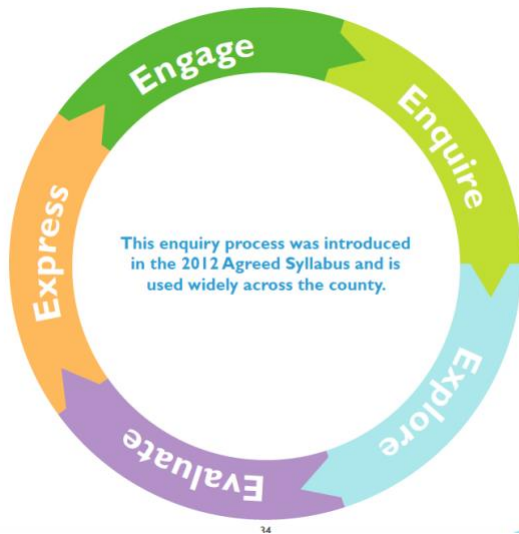 Engage
Enquire
Explore
Evaluate
Express
This enquiry process was introduced
in the 2012 Agreed Syllabus and is
used widely across the county.
34